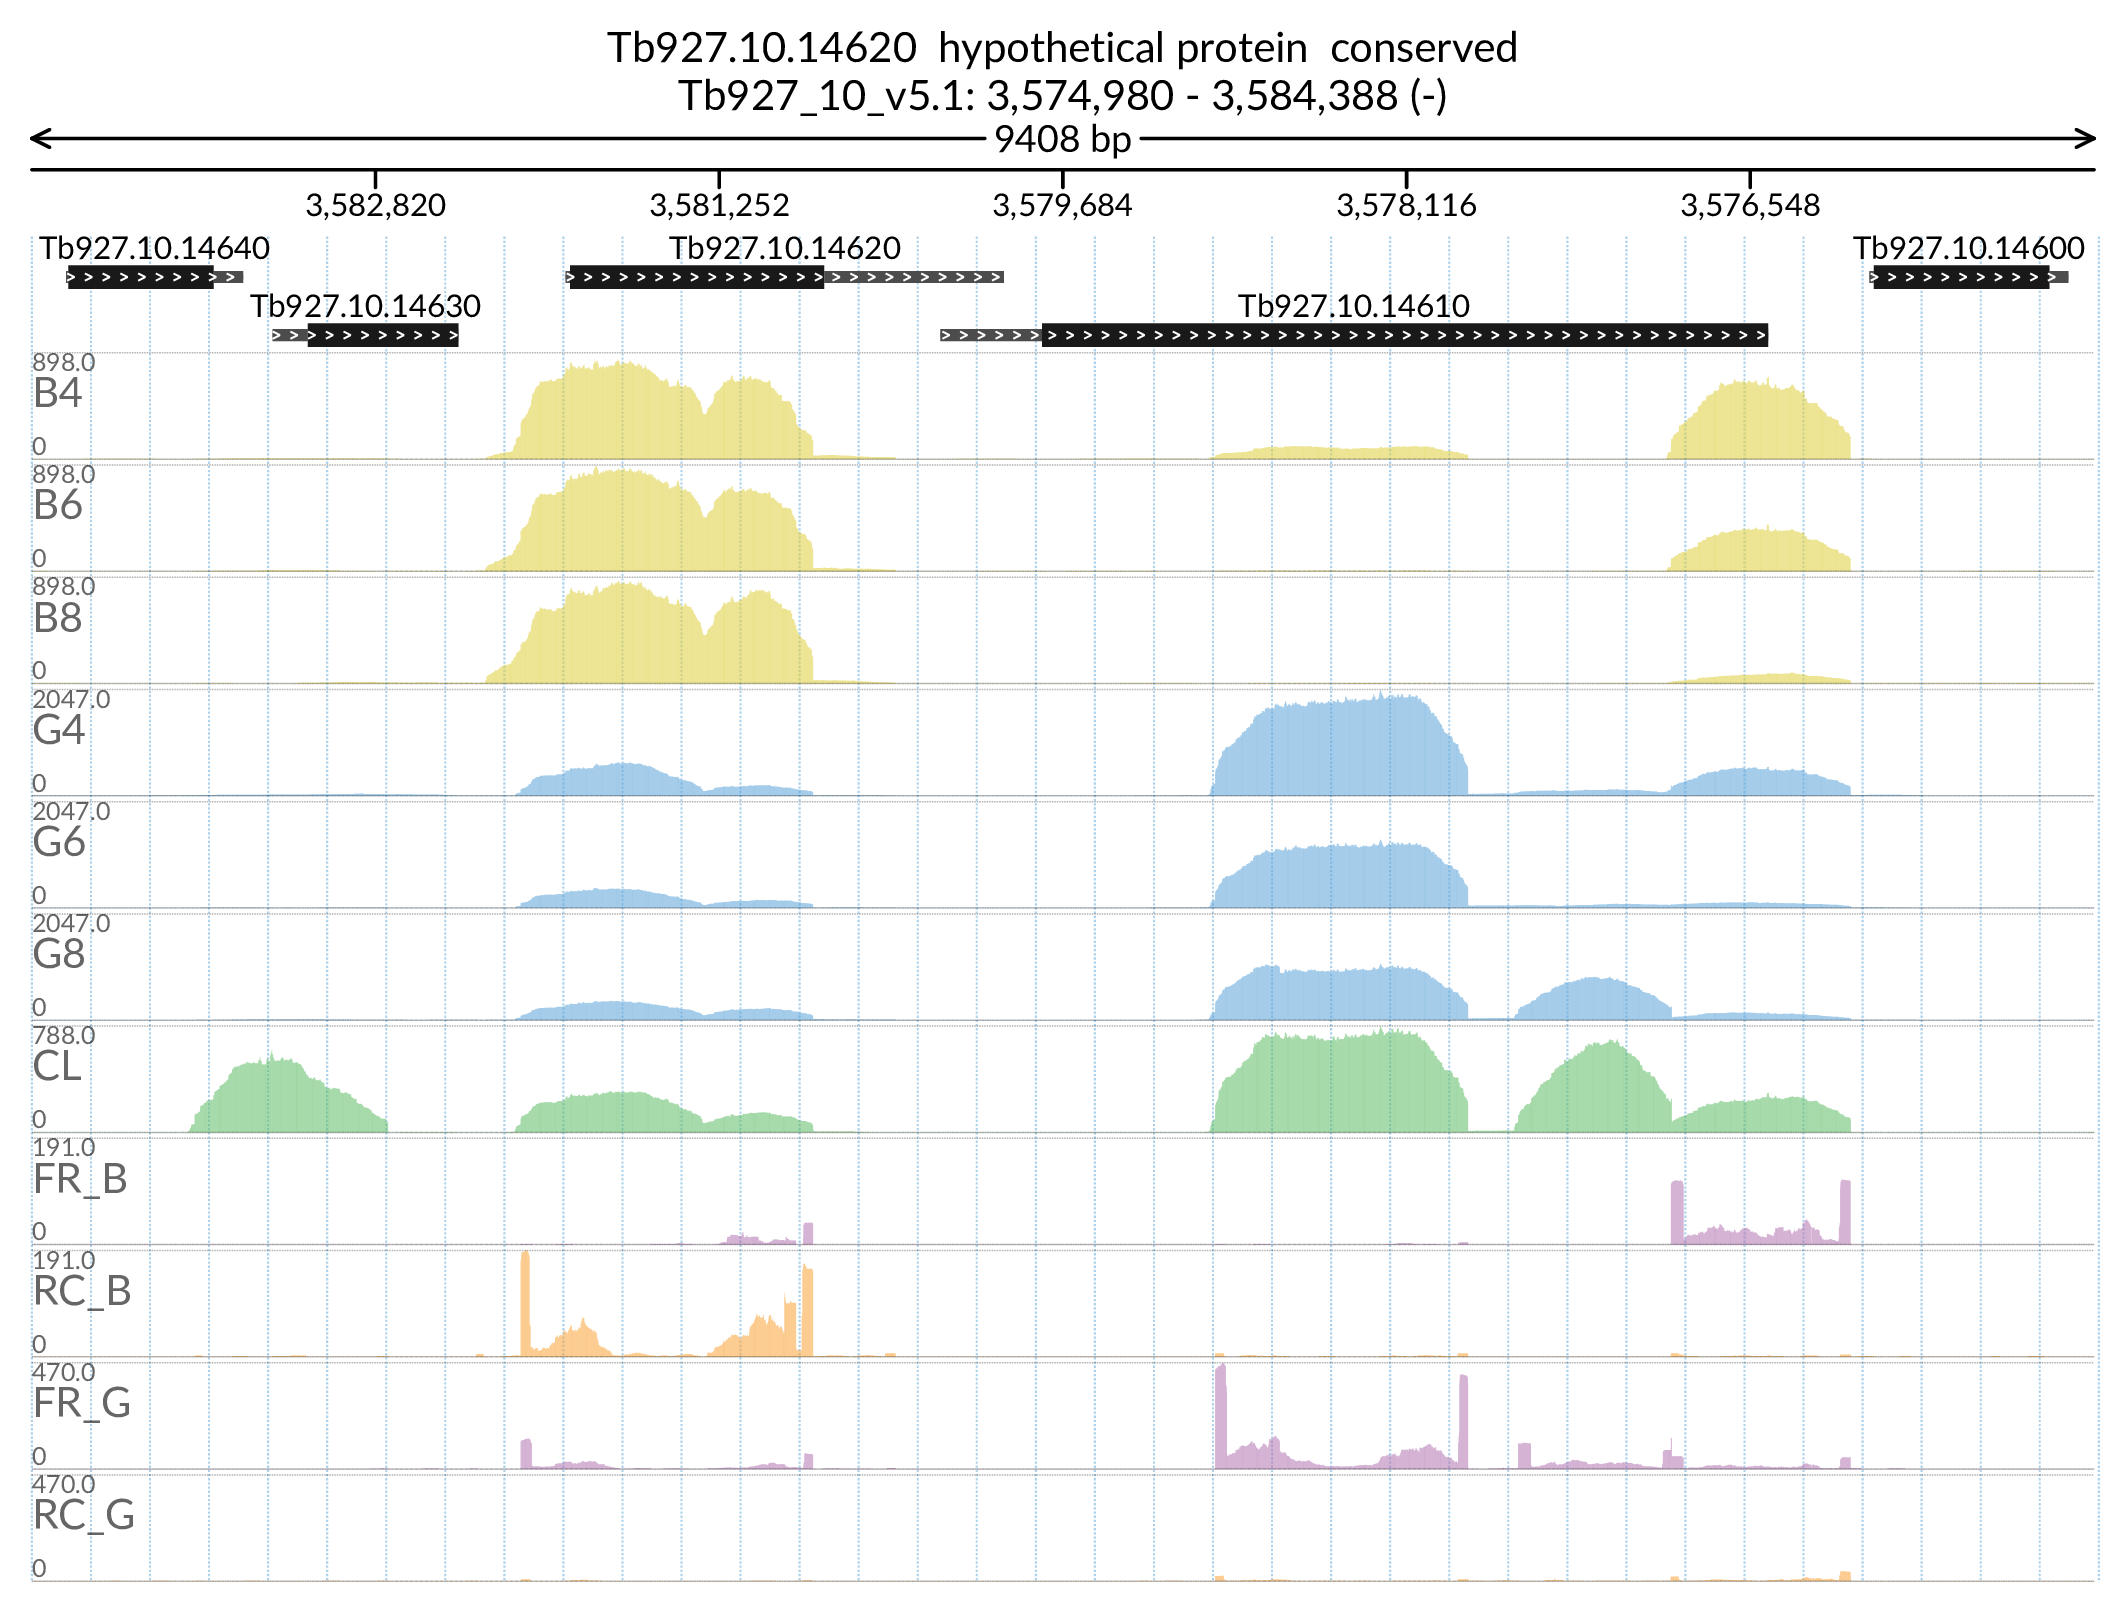 Tb927.10.14620  hypothetical protein  conserved
Tb927_10_v5.1: 3,574,980 - 3,584,388 (-)
9408 bp
3,582,820 3,581,252 3,579,684 3,578,116 3,576,548
Tb927.10.14640 Tb927.10.14620 Tb927.10.14600
Tb927.10.14630 Tb927.10.14610
898.0
B4
0
898.0
B6
0
898.0
B8
0
2047.0
G4
0
2047.0
G6
0
2047.0
G8
0
788.0
CL
0
191.0
FR_B
0
191.0
RC_B
0
470.0
FR_G
0
470.0
RC_G
0